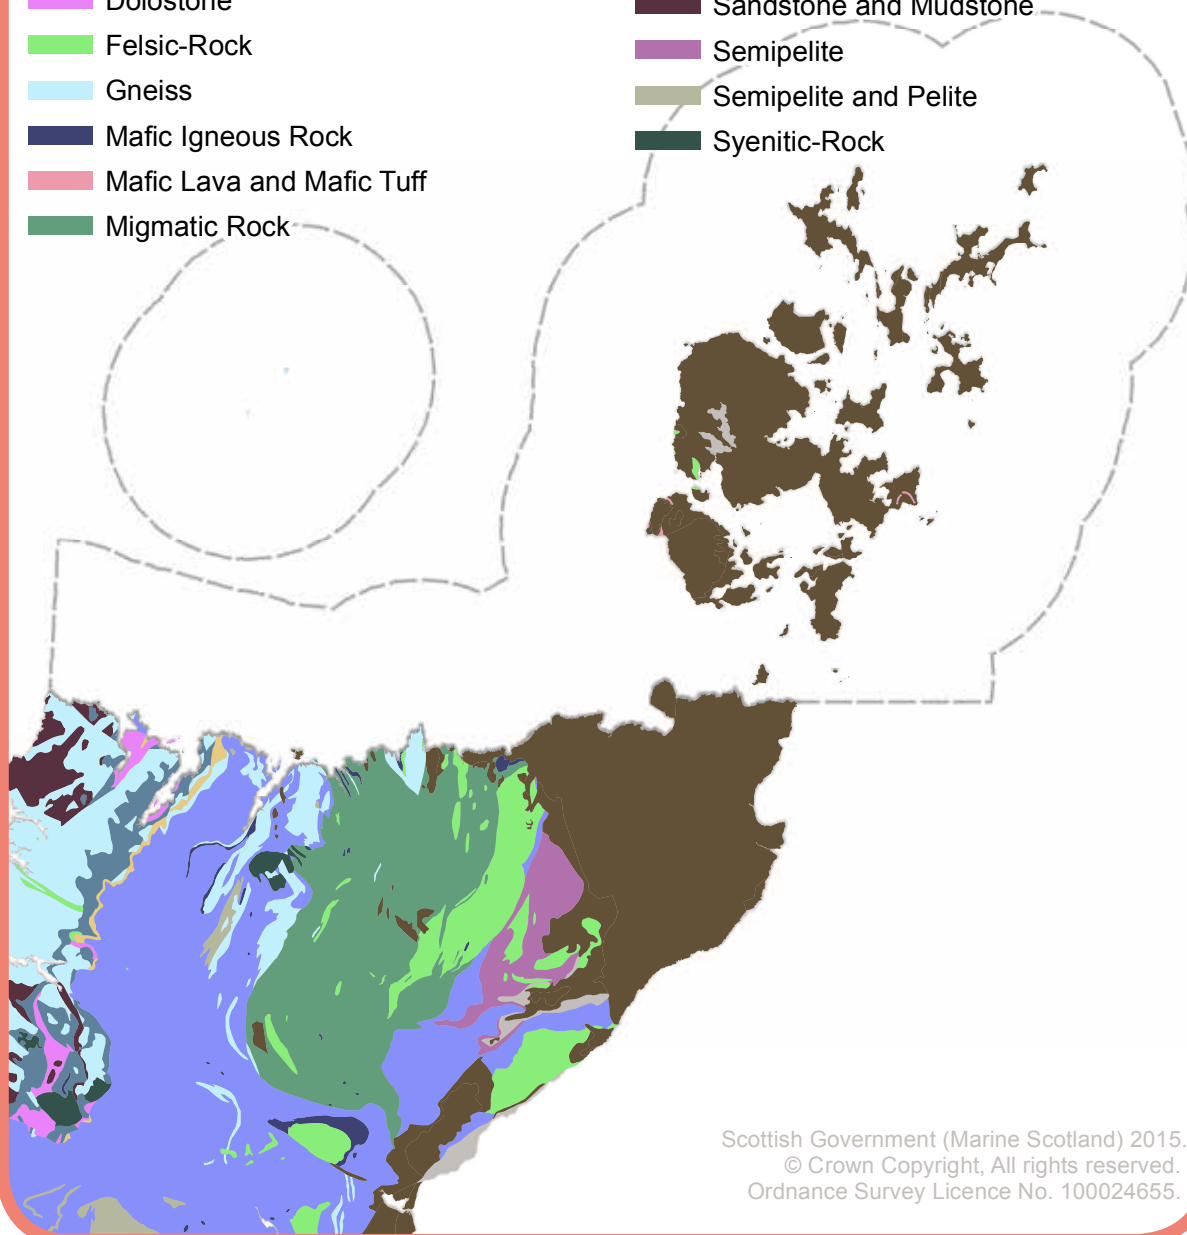 Dolostone
Felsic-Rock
Gneiss
Mafic Igneous Rock
Mafic Lava and Mafic Tuff
Migmatic Rock
Sandstone and Mudstone
Semipelite
Semipelite and Pelite
Syenitic-Rock
Scottish Government (Marine Scotland) 2015.
© Crown Copyright, All rights reserved.
Ordnance Survey Licence No. 100024655.